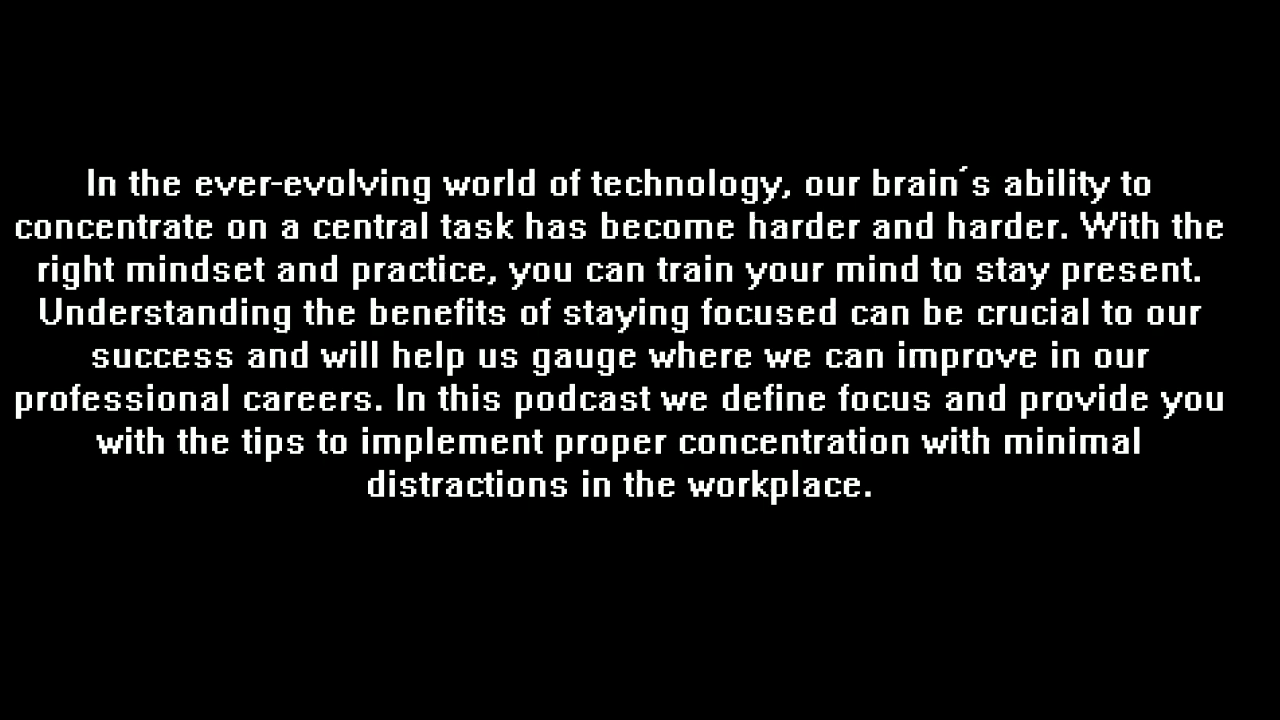 In the ever-evolving world of technology, our brain´s ability to
concentrate on a central task has become harder and harder. With the
right mindset and practice, you can train your mind to stay present.
Understanding the benefits of staying focused can be crucial to our
success and will help us gauge where we can improve in our
professional careers. In this podcast we define focus and provide you
with the tips to implement proper concentration with minimal
distractions in the workplace.